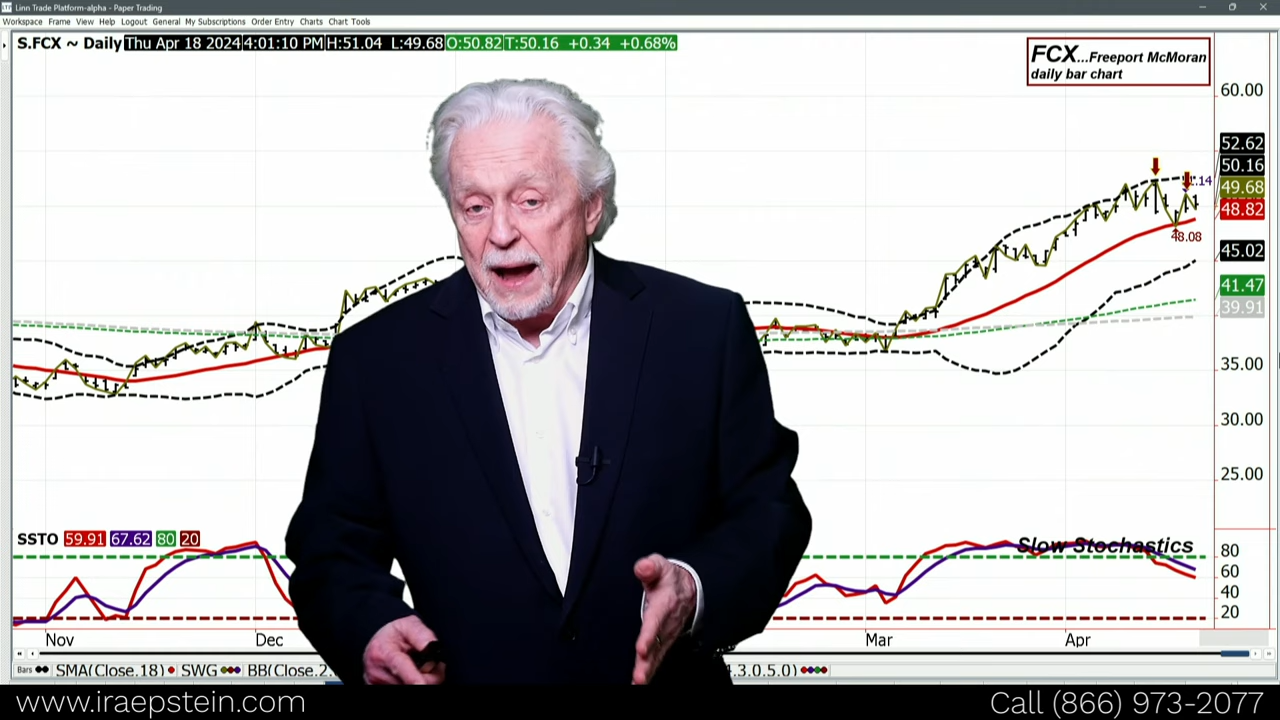 Linn Trade Platform-alpha - Paper Trading
Workspace Frame View Help Logout General My Subscriptions Order Entry Charts Chart Tools
S.FCX ~ Daily Thu Apr 18 2024 4:01:10 PM H:51.04 L:49.68 O:50.82 T:50.16 +0.34 +0.68%
FCX...Freeport McMoran
daily bar chart
60.00
52.62
50.16
49.68
48.82
48.08
45.02
41.47
39.91
35.00
30.00
25.00
SSTO 59.91 67.62 80 20
Slow Stochastics
80
60
40
20
Nov Dec Mar Apr
Bars SMA(Close,18) SWG BB(Close,2. .3.0.5.0)
www.iraepstein.com Call (866) 973-2077